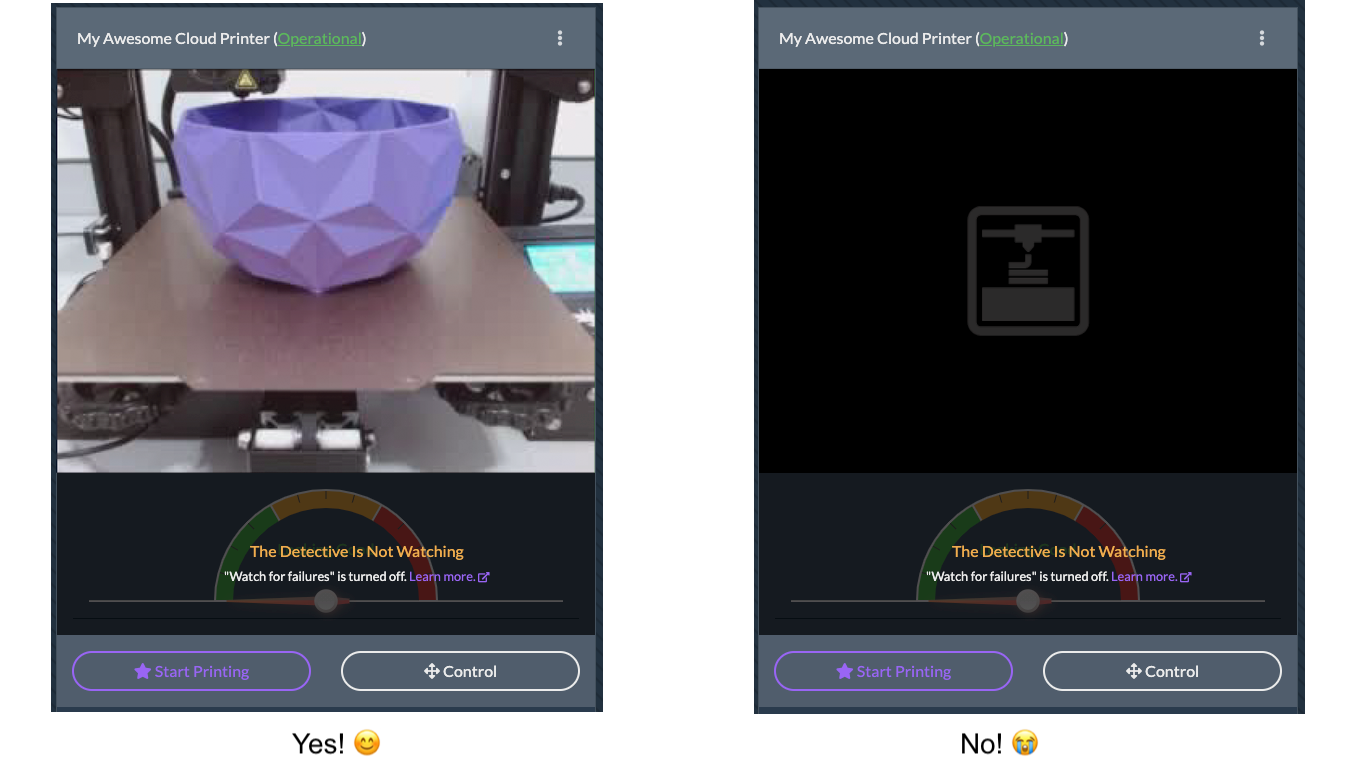 My Awesome Cloud Printer (Operational)
The Detective Is Not Watching
"Watch for failures" is turned off. Learn more.
Start Printing
Control
Yes! 😊
My Awesome Cloud Printer (Operational)
The Detective Is Not Watching
"Watch for failures" is turned off. Learn more.
Start Printing
Control
No! 😭